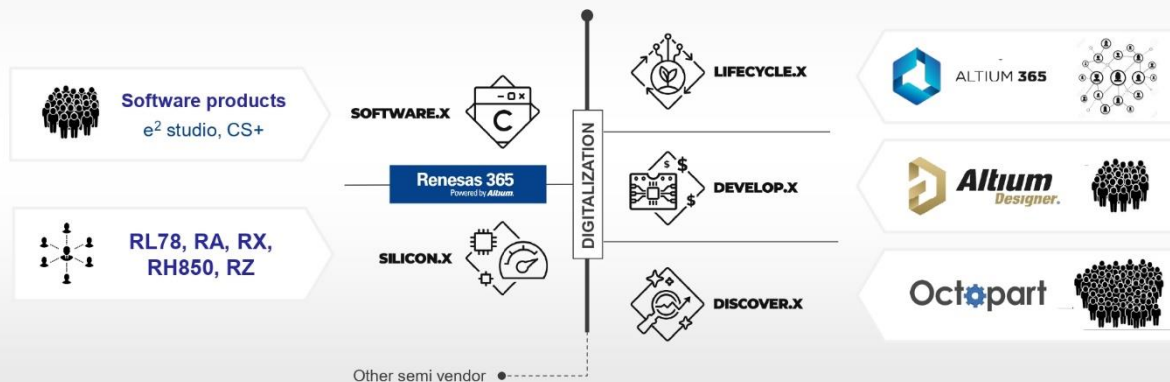 Software products
e² studio, CS+
RL78, RA, RX,
RH850, RZ
SOFTWARE.X
C
Renesas 365
Powered by Altium.
SILICON.X
DIGITALIZATION
LIFECYCLE.X
$ $
$
DEVELOP.X
DISCOVER.X
ALTIUM 365
Altium
Designer.
Octopart
Other semi vendor